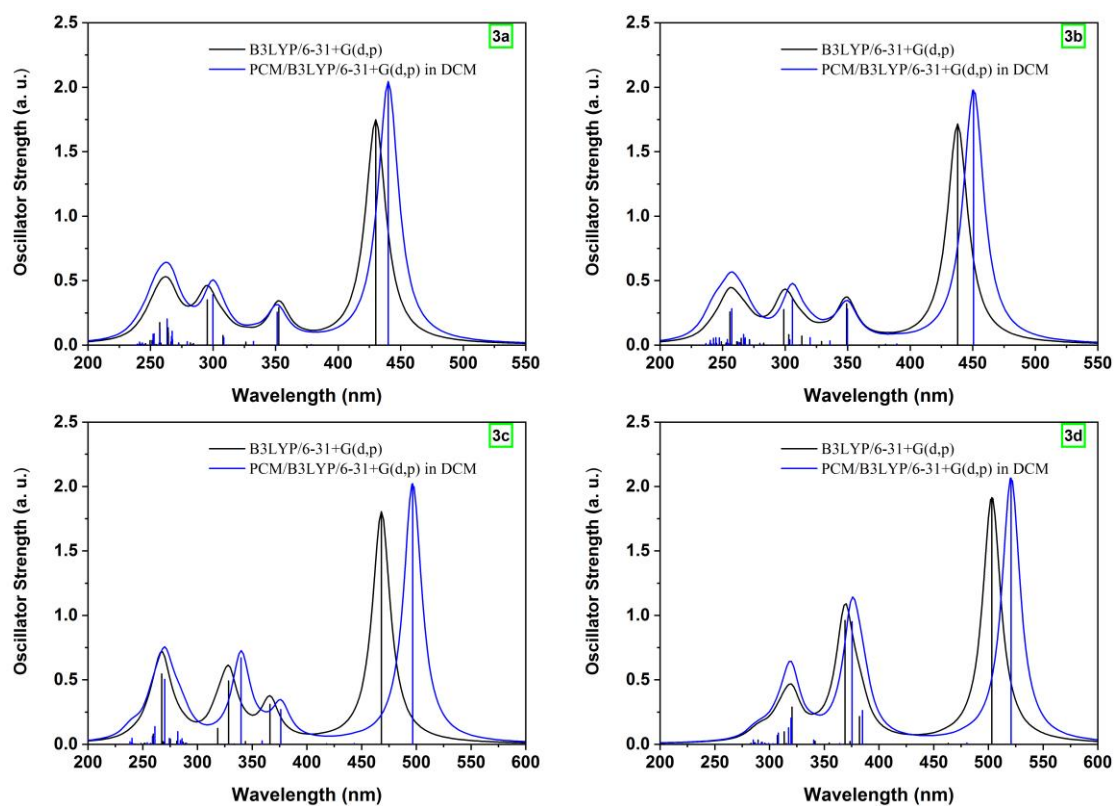 3a
B3LYP/6-31+G(d,p)
PCM/B3LYP/6-31+G(d,p) in DCM
Oscillator Strength (a. u.)
2.5
2.0
1.5
1.0
0.5
0.0
200 250 300 350 400 450 500 550
Wavelength (nm)
3b
B3LYP/6-31+G(d,p)
PCM/B3LYP/6-31+G(d,p) in DCM
Oscillator Strength (a. u.)
2.5
2.0
1.5
1.0
0.5
0.0
200 250 300 350 400 450 500 550
Wavelength (nm)
3c
B3LYP/6-31+G(d,p)
PCM/B3LYP/6-31+G(d,p) in DCM
Oscillator Strength (a. u.)
2.5
2.0
1.5
1.0
0.5
0.0
200 250 300 350 400 450 500 550 600
Wavelength (nm)
3d
B3LYP/6-31+G(d,p)
PCM/B3LYP/6-31+G(d,p) in DCM
Oscillator Strength (a. u.)
2.5
2.0
1.5
1.0
0.5
0.0
200 250 300 350 400 450 500 550 600
Wavelength (nm)